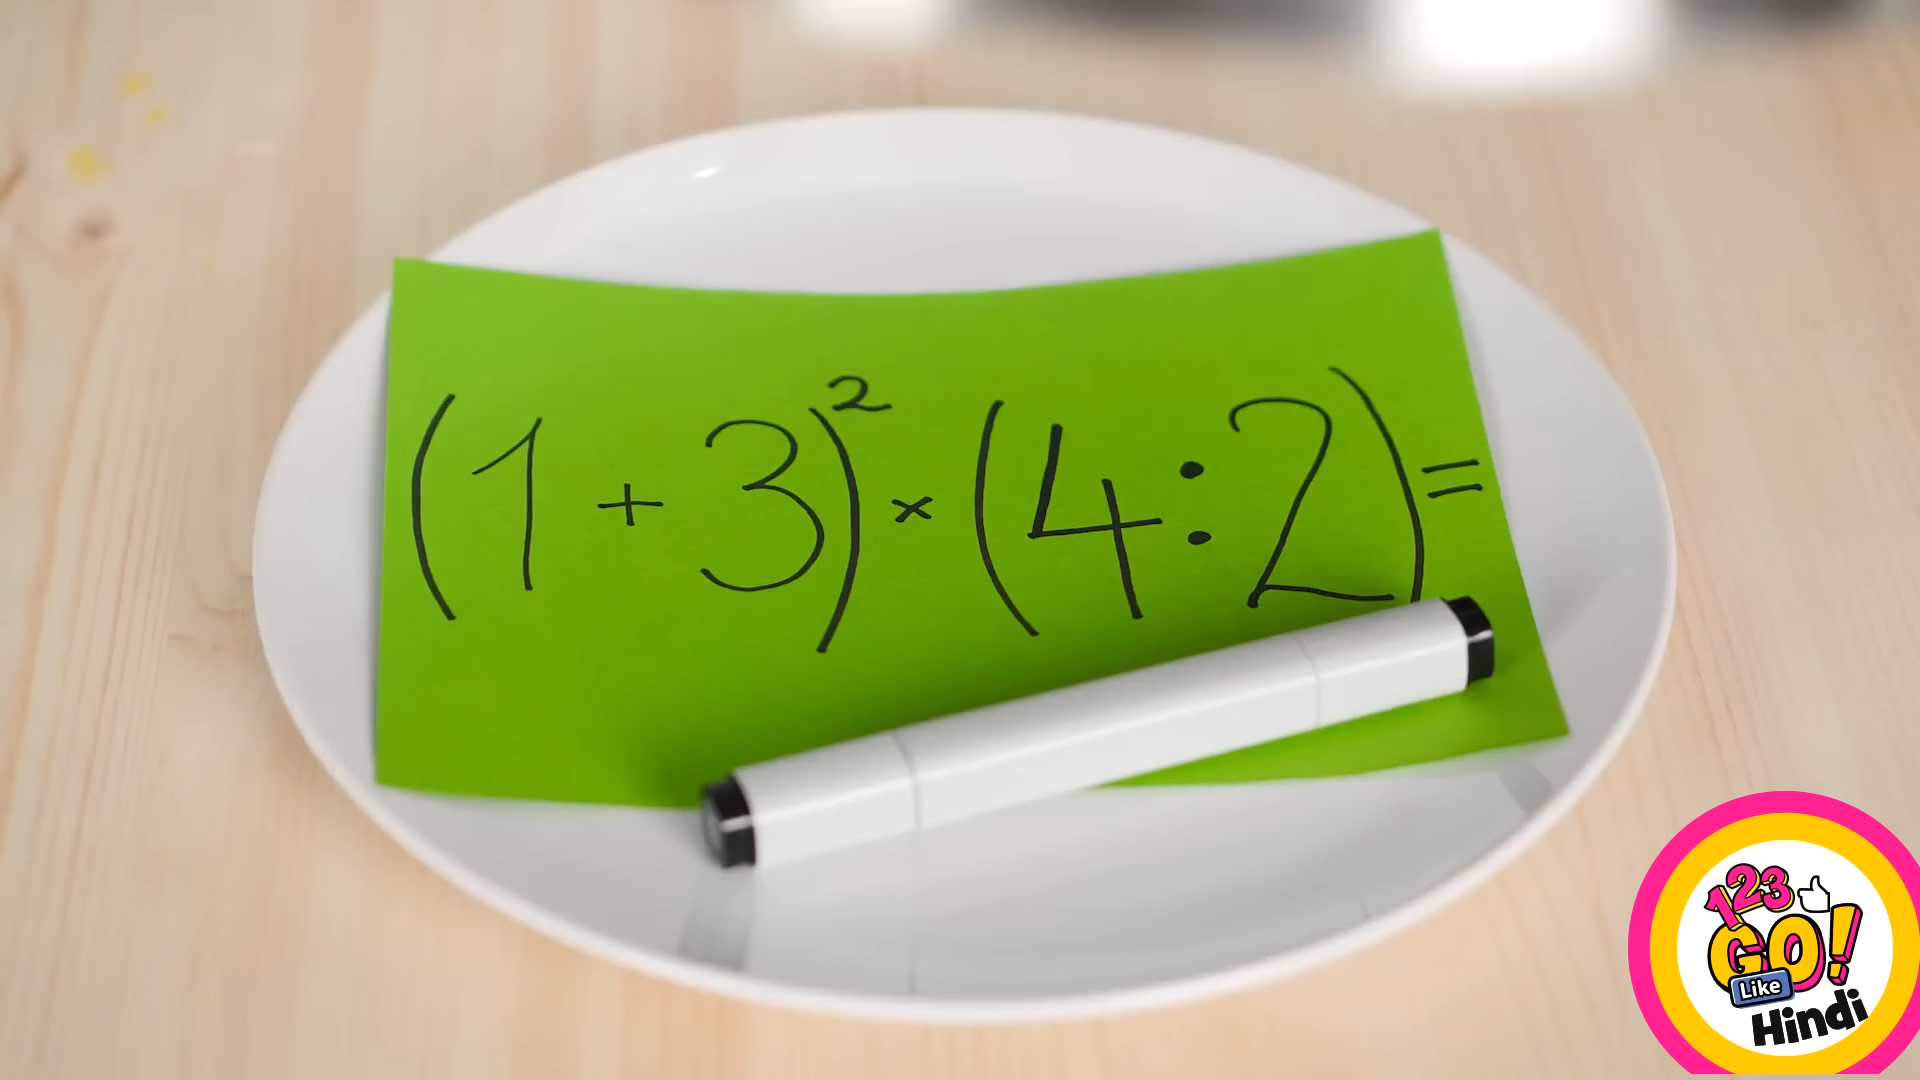 (1 + 3)² × (4 : 2) =
123
GO!
Like
Hindi